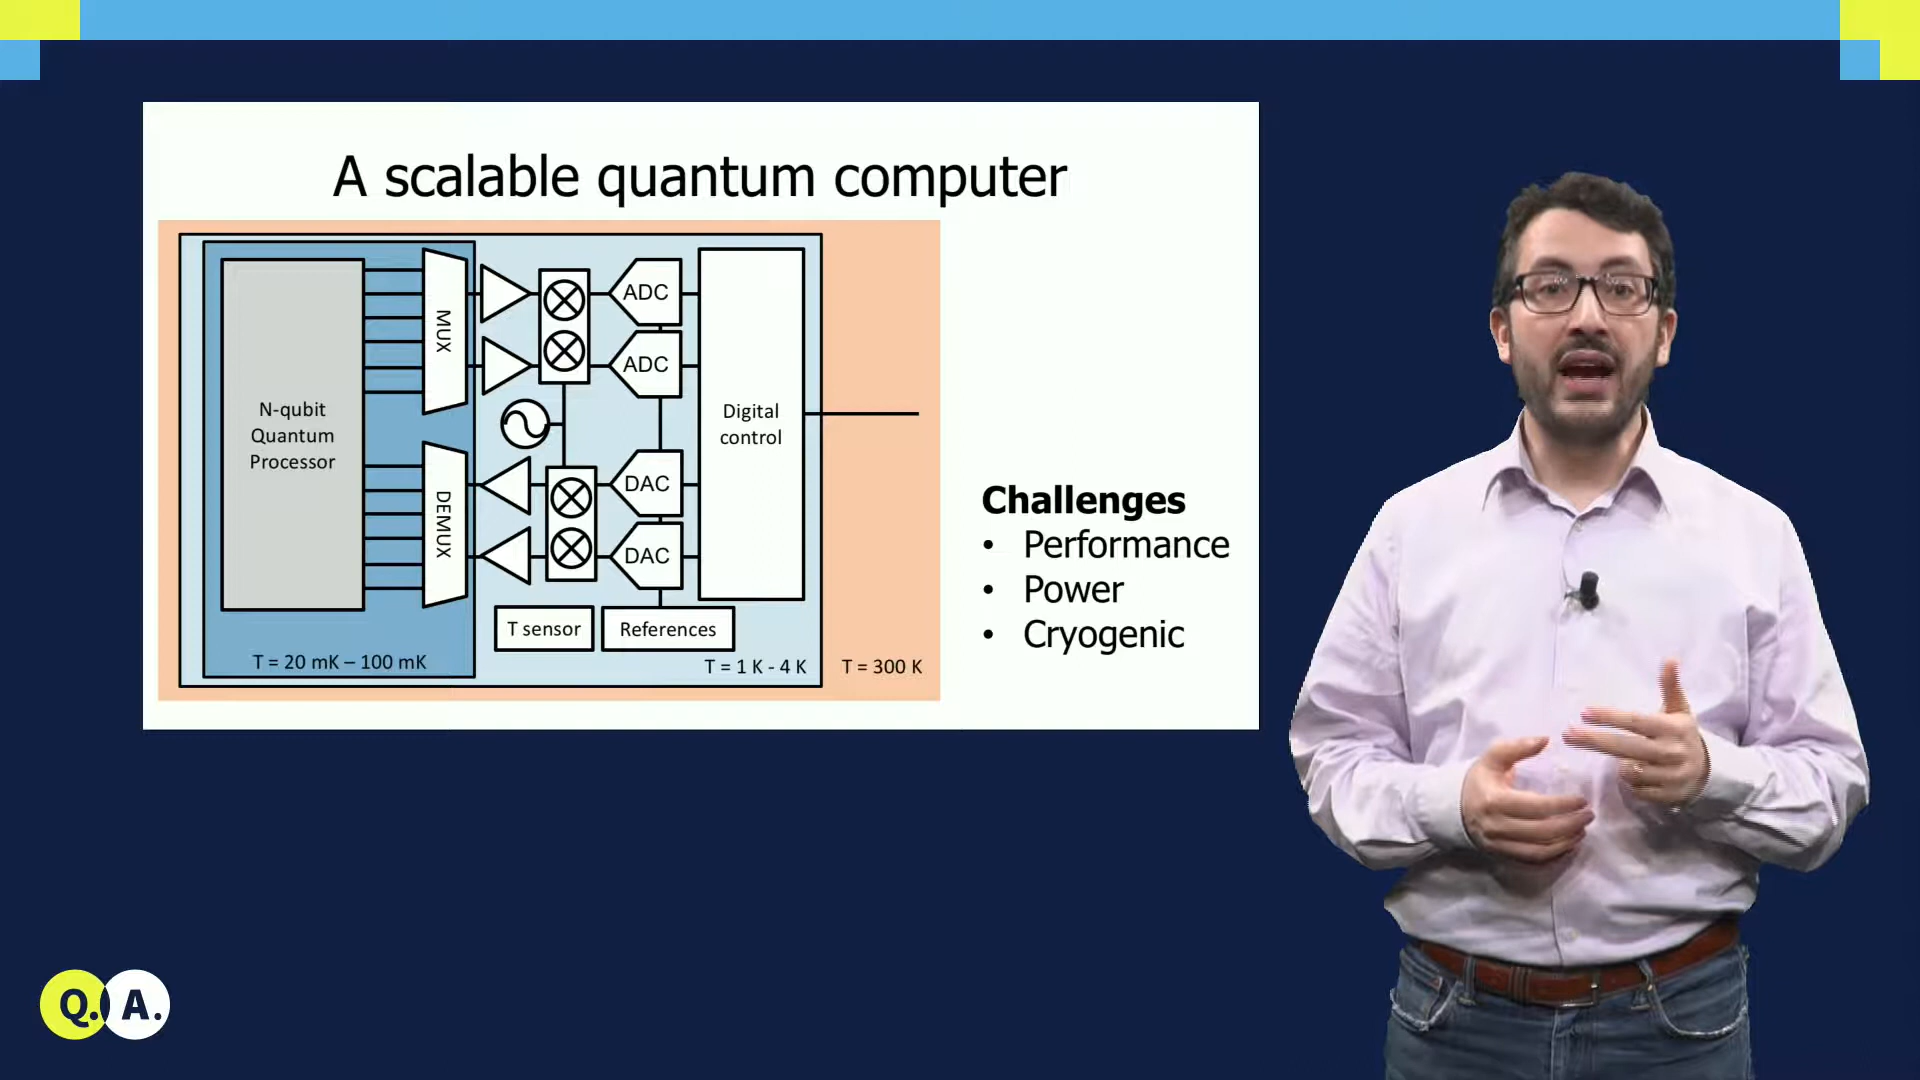 A scalable quantum computer
N-qubit
Quantum
Processor
MUX
DEMUX
ADC
ADC
DAC
DAC
Digital
control
T sensor
References
T = 20 mK – 100 mK
T = 1 K - 4 K
T = 300 K
Challenges
• Performance
• Power
• Cryogenic
Q. A.